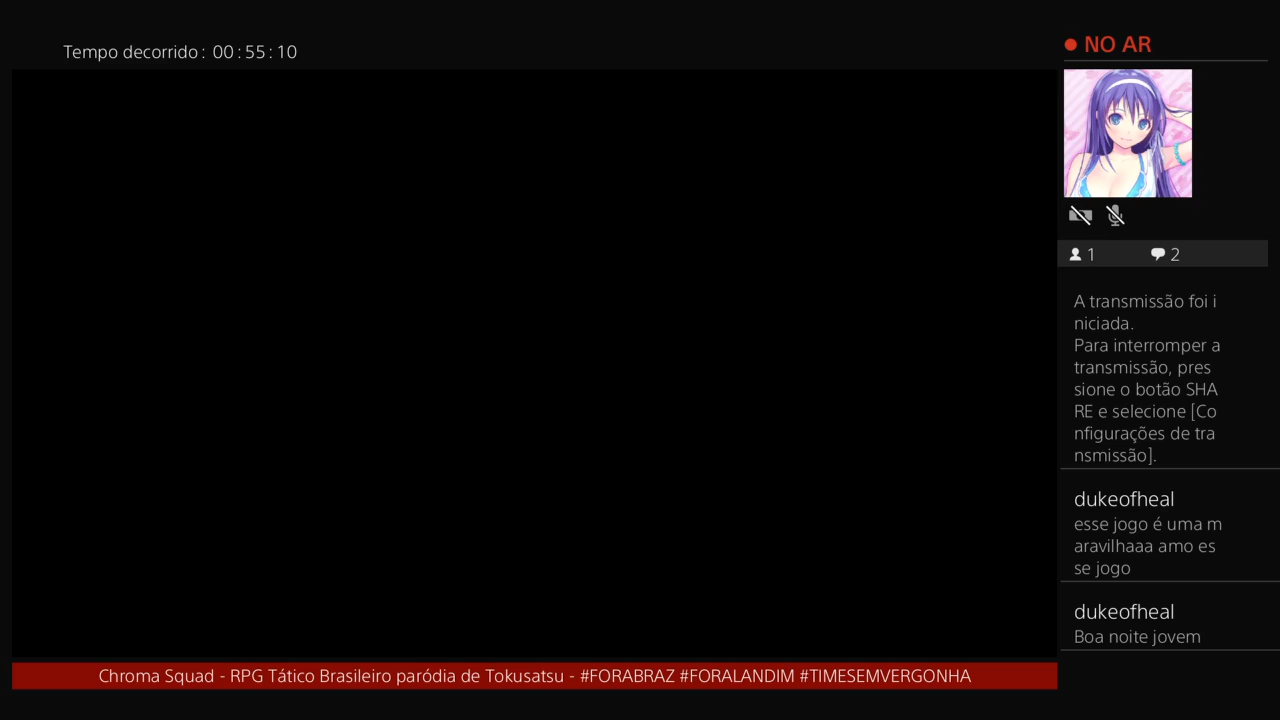 Tempo decorrido : 00 : 55 : 10
NO AR
1
2
A transmissão foi i
niciada.
Para interromper a
transmissão, pres
sione o botão SHA
RE e selecione [Co
nfigurações de tra
nsmissão].
dukeofheal
esse jogo é uma m
aravilhaaa amo es
se jogo
dukeofheal
Boa noite jovem
Chroma Squad - RPG Tático Brasileiro paródia de Tokusatsu - #FORABRAZ #FORALANDIM #TIMESEMVERGONHA